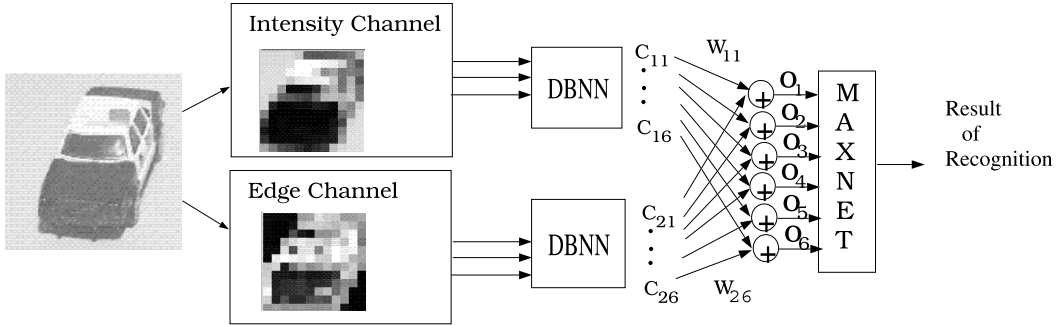 Intensity Channel
DBNN
C11
C16
W11
Edge Channel
DBNN
C21
C26
W26
+
+
+
+
+
+
O1
O2
O3
O4
O5
O6
M
A
X
N
E
T
Result
of
Recognition